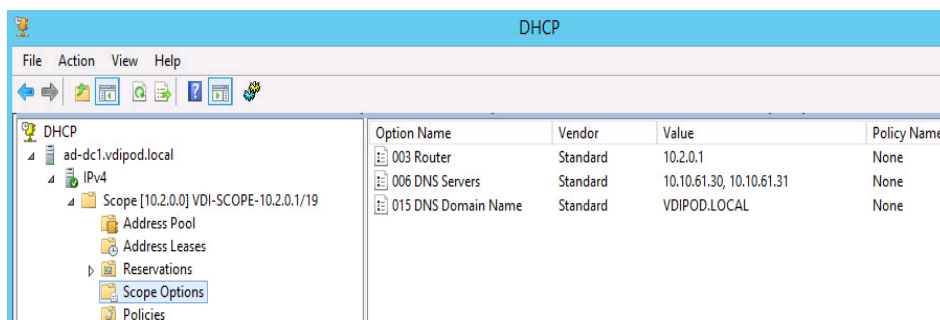 DHCP
File Action View Help
DHCP
ad-dc1.vdipod.local
IPv4
Scope [10.2.0.0] VDI-SCOPE-10.2.0.1/19
Address Pool
Address Leases
Reservations
Scope Options
Policies
Option Name Vendor Value Policy Name
003 Router Standard 10.2.0.1 None
006 DNS Servers Standard 10.10.61.30, 10.10.61.31 None
015 DNS Domain Name Standard VDIPOD.LOCAL None